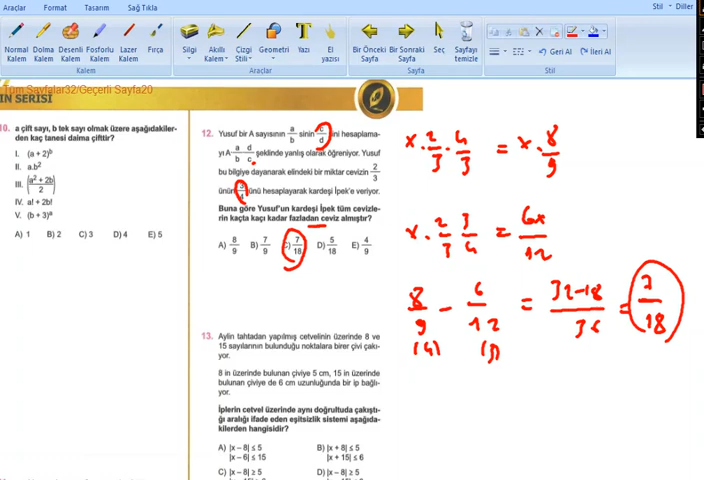 Araçlar Format Tasarım Sağ Tıkla Stil Diller
Normal Kalem
Dolma Kalem
Desenli Kalem
Fosforlu Kalem
Lazer Kalem
Fırça
Silgi
Akıllı Kalem
Çizgi Stili
Geometri
Yazı
El yazısı
Bir Önceki Sayfa
Bir Sonraki Sayfa
Seç
Sayfayı temizle
Geri Al
İleri Al
Kalem Araçlar Sayfa Stil
Tüm Sayfalar32/Geçerli Sayfa20
IN SERİSİ
10. a çift sayı, b tek sayı olmak üzere aşağıdakiler-
den kaç tanesi daima çifttir?
I. (a + 2)ᵇ
II. a.b²
III. ((a² + 2b)/2)
IV. a! + b!
V. (b + 3)ᵃ
A) 1 B) 2 C) 3 D) 4 E) 5
12. Yusuf bir A sayısının a/b sinin c/d ini hesaplama-
yı A· a/b · d/c şeklinde yanlış olarak öğreniyor. Yusuf
bu bilgiye dayanarak elindeki bir miktar cevizin 2/3
ünün 3/4 ünü hesaplayarak kardeşi İpek'e veriyor.
Buna göre Yusuf'un kardeşi İpek tüm cevizle-
rin kaçta kaçı kadar fazladan ceviz almıştır?
A) 8/9 B) 7/9 C) 7/18 D) 5/18 E) 4/9
13. Aylin tahtadan yapılmış cetvelinin üzerinde 8 ve
15 sayılarının bulunduğu noktalara birer çivi çakı-
yor.
8 in üzerinde bulunan çiviye 5 cm, 15 in üzerinde
bulunan çiviye de 6 cm uzunluğunda bir ip bağlı-
yor.
İplerin cetvel üzerinde aynı doğrultuda çakıştı-
ğı aralığı ifade eden eşitsizlik sistemi aşağıda-
kilerden hangisidir?
A) |x – 8| ≤ 5 B) |x + 8| ≤ 5
|x – 6| ≤ 15 |x + 15| ≤ 6
C) |x – 8| ≥ 5 D) |x – 8| ≥ 5
x · 2/3 · 4/3 = x · 8/9
x · 2/3 3/4 = 6x/12
8/9 - 6/12 = 32-18/36 = 7/18
(4) (3)